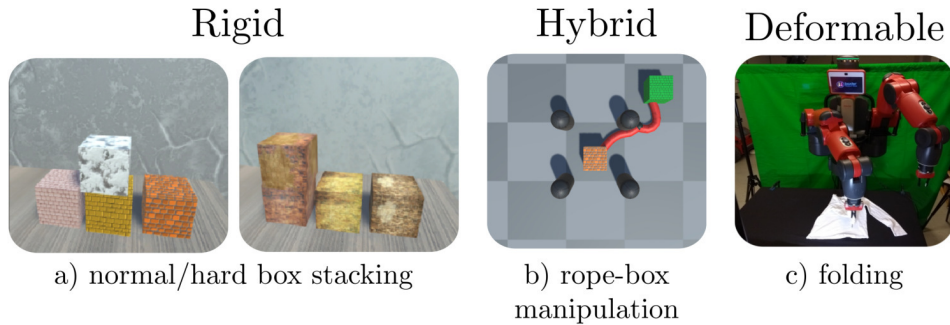 Rigid
Hybrid
Deformable
a) normal/hard box stacking
b) rope-box
manipulation
c) folding